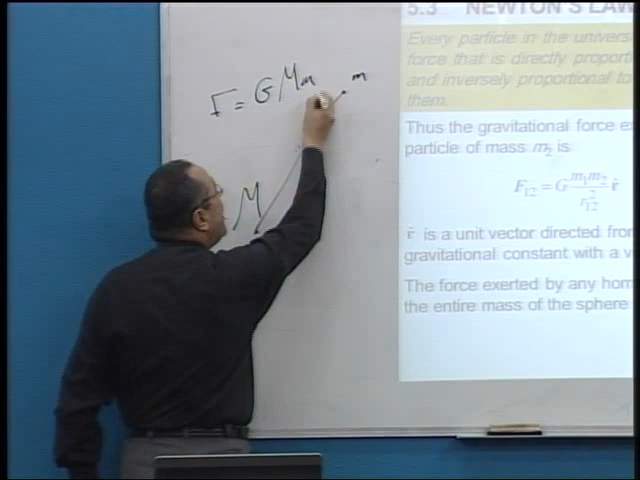 F = G Mm
m
M
5.3 NEWTON'S LAW
Every particle in the univers
force that is directly proporti
and inversely proportional to
them.
Thus the gravitational force e
particle of mass m₂ is
F₁₂ = G m₁m₂ / r₁₂² r̂
r̂ is a unit vector directed from
gravitational constant with a v
The force exerted by any hom
the entire mass of the sphere